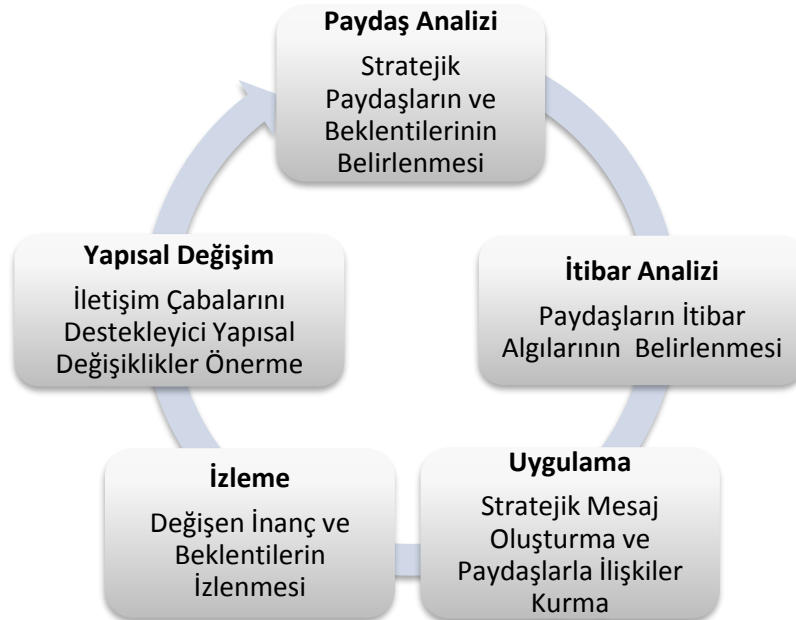 Paydaş Analizi
Stratejik
Paydaşların ve
Beklentilerinin
Belirlenmesi
İtibar Analizi
Paydaşların İtibar
Algılarının Belirlenmesi
Uygulama
Stratejik Mesaj
Oluşturma ve
Paydaşlarla İlişkiler
Kurma
İzleme
Değişen İnanç ve
Beklentilerin
İzlenmesi
Yapısal Değişim
İletişim Çabalarını
Destekleyici Yapısal
Değişiklikler Önerme